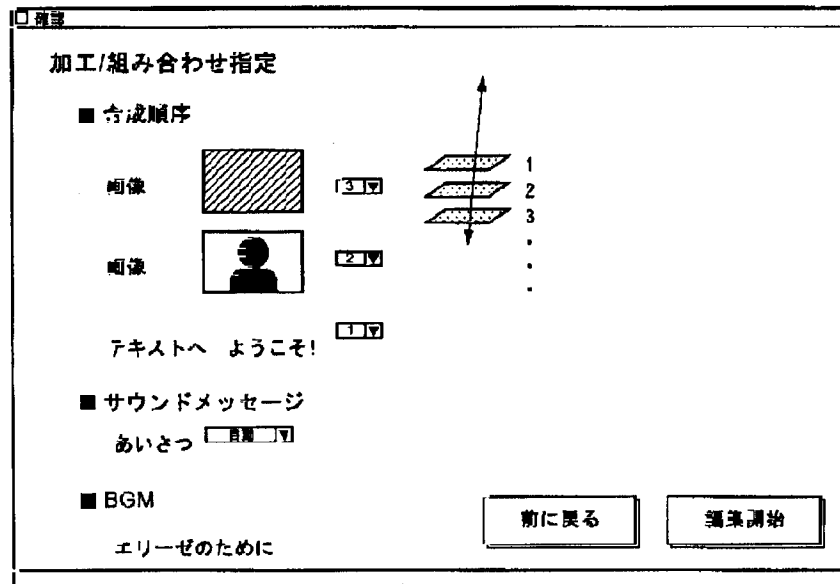 確認
加工/組み合わせ指定
■ 合成順序
1
画像 3
2
3
画像 2
テキストへ ようこそ! 1
■ サウンドメッセージ
あいさつ 自動
■ BGM
エリーゼのために
前に戻る 編集開始